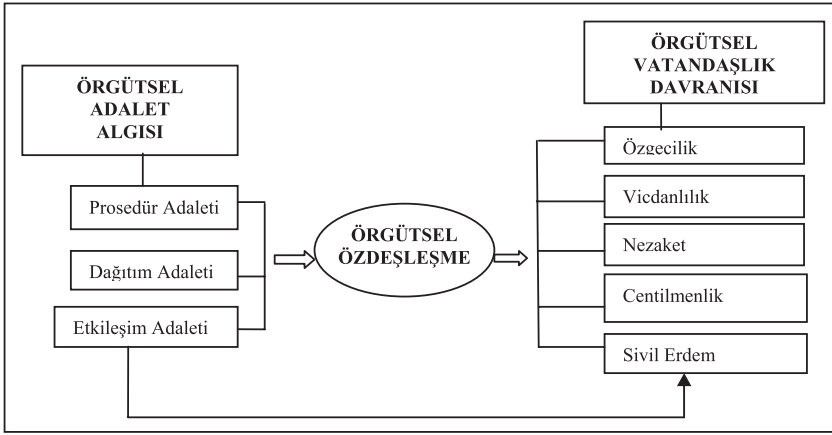 ÖRGÜTSEL
ADALET
ALGISI
Prosedür Adaleti
Dağıtım Adaleti
Etkileşim Adaleti
ÖRGÜTSEL
ÖZDEŞLEŞME
ÖRGÜTSEL
VATANDAŞLIK
DAVRANISI
Özgecilik
Vicdanlılık
Nezaket
Centilmenlik
Sivil Erdem